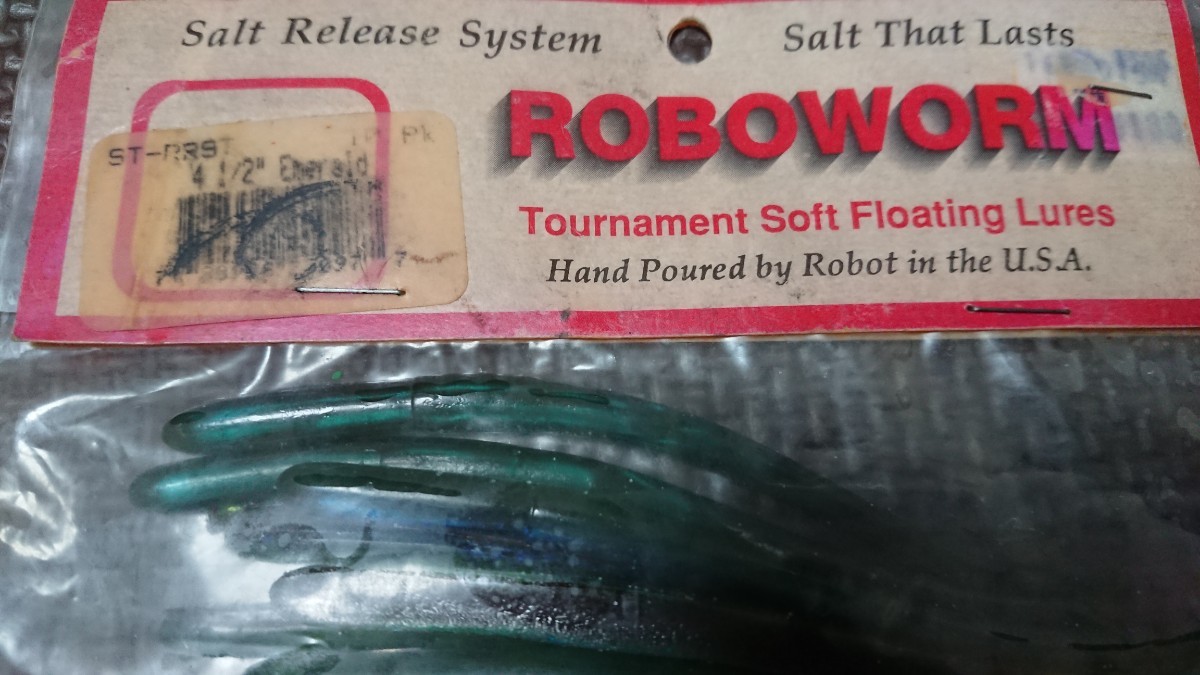 Salt Release System
Salt That Lasts
ROBOWORM
Tournament Soft Floating Lures
Hand Poured by Robot in the U.S.A.
Pk
4 1/2" Emerald